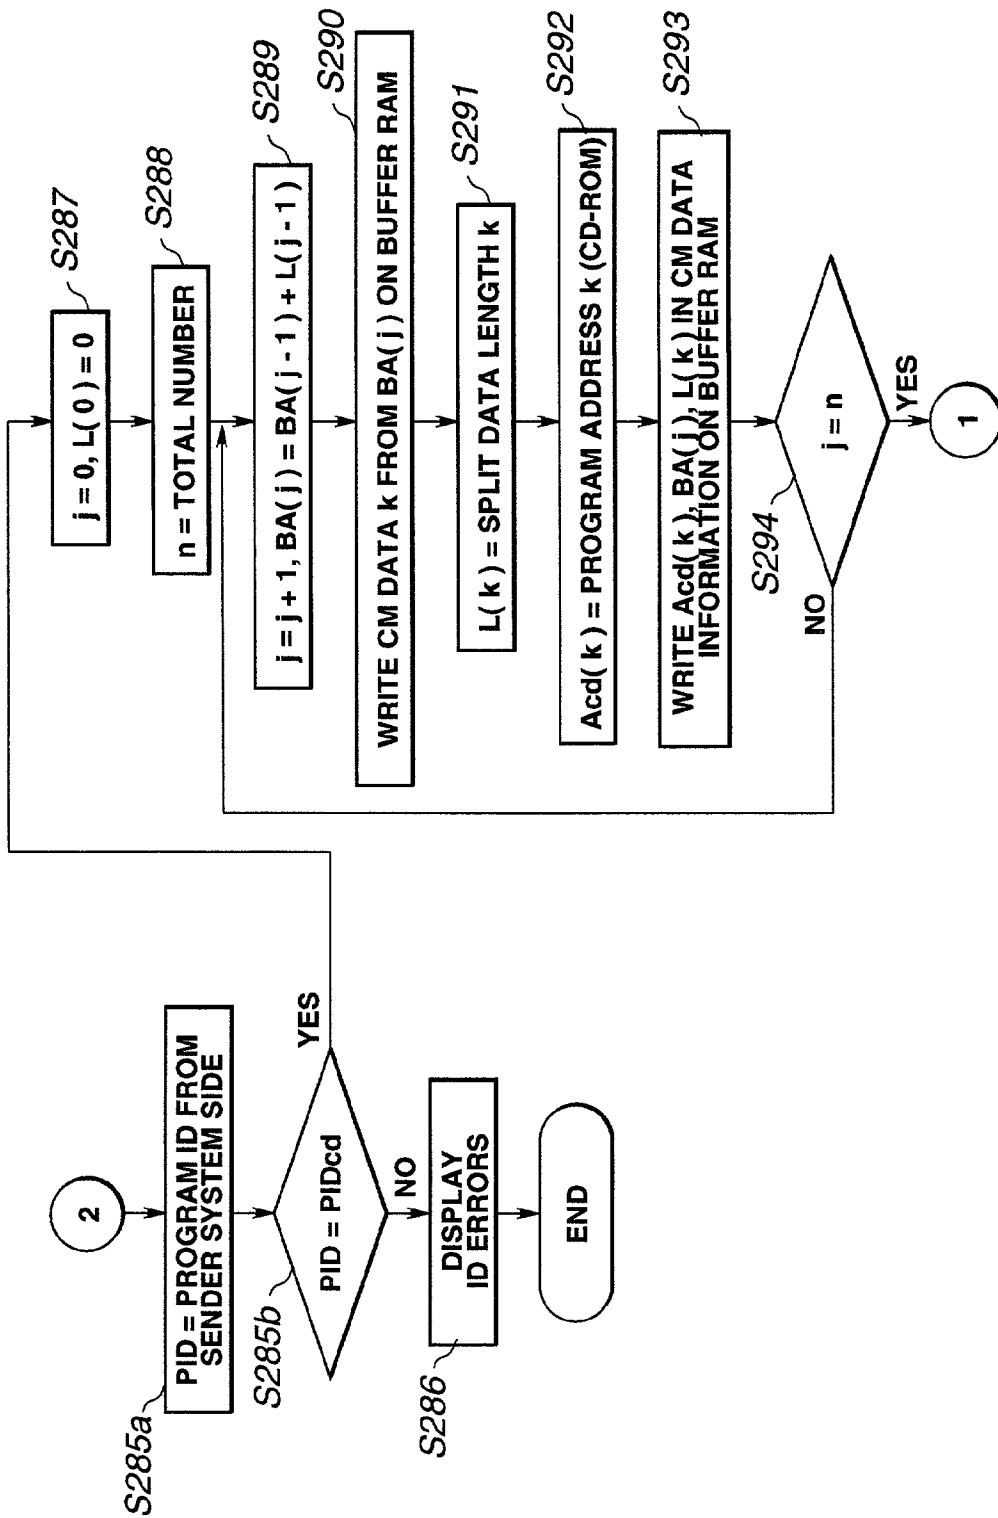 2
S285a
PID = PROGRAM ID FROM
SENDER SYSTEM SIDE
S285b
PID = PIDcd
YES
NO
S286
DISPLAY
ID ERRORS
END
S287
j = 0, L( 0 ) = 0
S288
n = TOTAL NUMBER
S289
j = j + 1, BA( j ) = BA( j - 1 ) + L( j - 1 )
S290
WRITE CM DATA k FROM BA( j ) ON BUFFER RAM
S291
L( k ) = SPLIT DATA LENGTH k
S292
Acd( k ) = PROGRAM ADDRESS k (CD-ROM)
S293
WRITE Acd( k ), BA( j ), L( k ) IN CM DATA
INFORMATION ON BUFFER RAM
S294
j = n
NO
YES
1